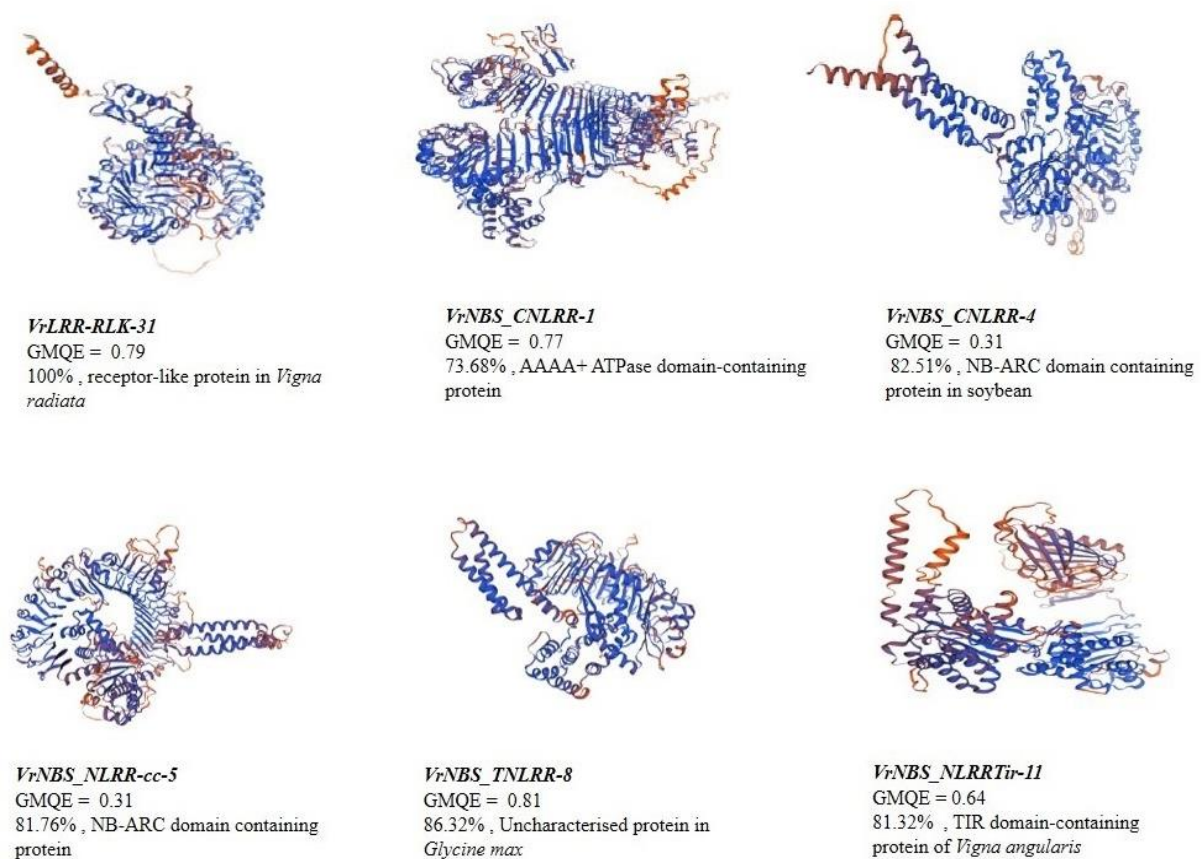 VrLRR-RLK-31
GMQE = 0.79
100% , receptor-like protein in Vigna
radiata
VrNBS_CNLRR-1
GMQE = 0.77
73.68% , AAAA+ ATPase domain-containing
protein
VrNBS_CNLRR-4
GMQE = 0.31
82.51% , NB-ARC domain containing
protein in soybean
VrNBS_NLRR-cc-5
GMQE = 0.31
81.76% , NB-ARC domain containing
protein
VrNBS_TNLRR-8
GMQE = 0.81
86.32% , Uncharacterised protein in
Glycine max
VrNBS_NLRRTir-11
GMQE = 0.64
81.32% , TIR domain-containing
protein of Vigna angularis